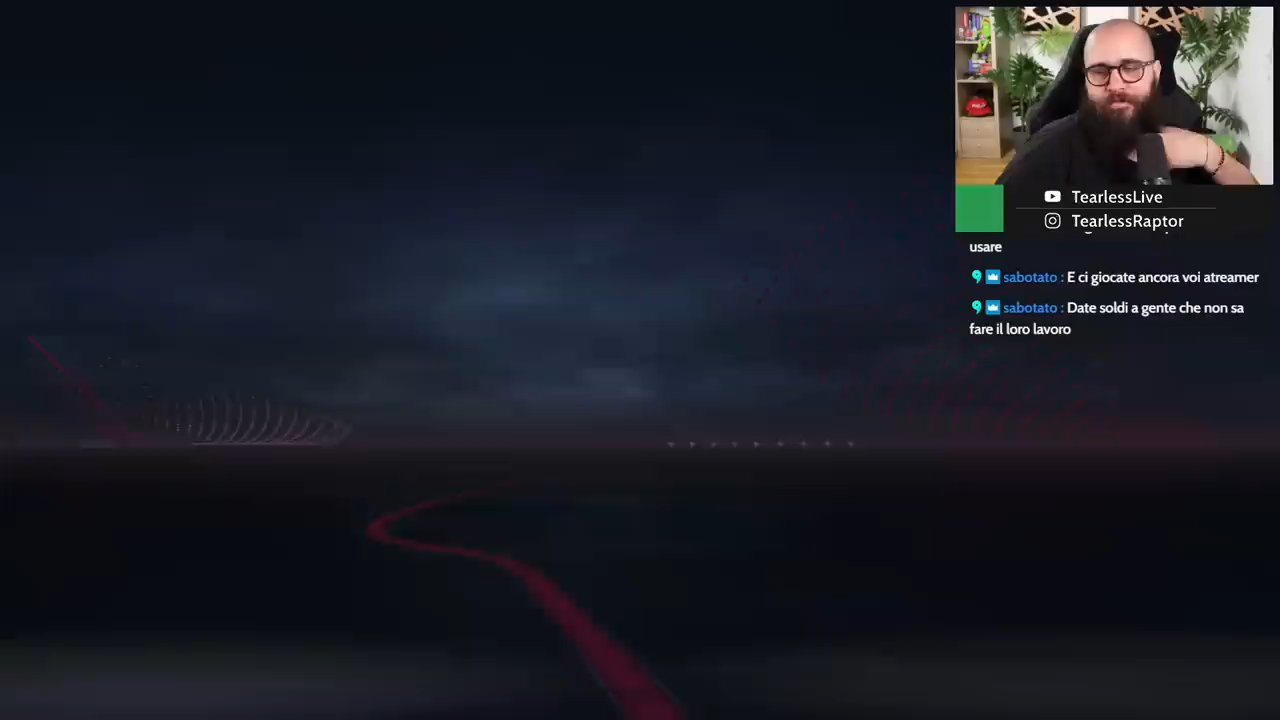 TearlessLive
TearlessRaptor
usare
sabotato : E ci giocate ancora voi atreamer
sabotato : Date soldi a gente che non sa
fare il loro lavoro